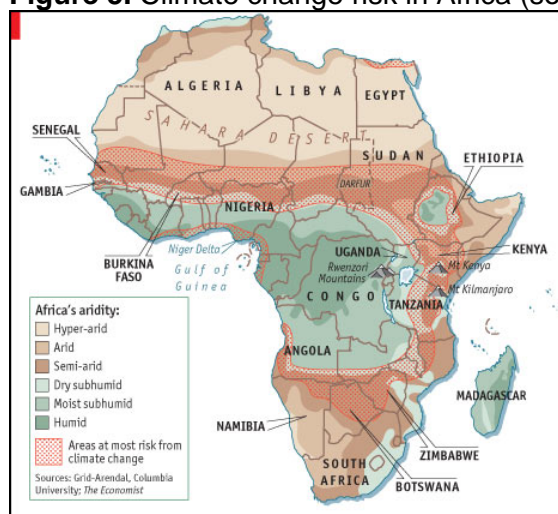 Figure 3. Climate change risk in Africa (so
ALGERIA
LIBYA
EGYPT
SAHARA DESERT
SENEGAL
SUDAN
ETHIOPIA
DARFUR
GAMBIA
NIGERIA
BURKINA
FASO
Niger Delta
UGANDA
KENYA
Rwenzori
Mountains
Mt Kenya
Gulf of
Guinea
CONGO
Mt Kilimanjaro
TANZANIA
Africa's aridity:
Hyper-arid
Arid
Semi-arid
Dry subhumid
Moist subhumid
Humid
Areas at most risk from
climate change
Sources: Grid-Arendal, Columbia
University; The Economist
ANGOLA
MADAGASCAR
NAMIBIA
ZIMBABWE
SOUTH
AFRICA
BOTSWANA